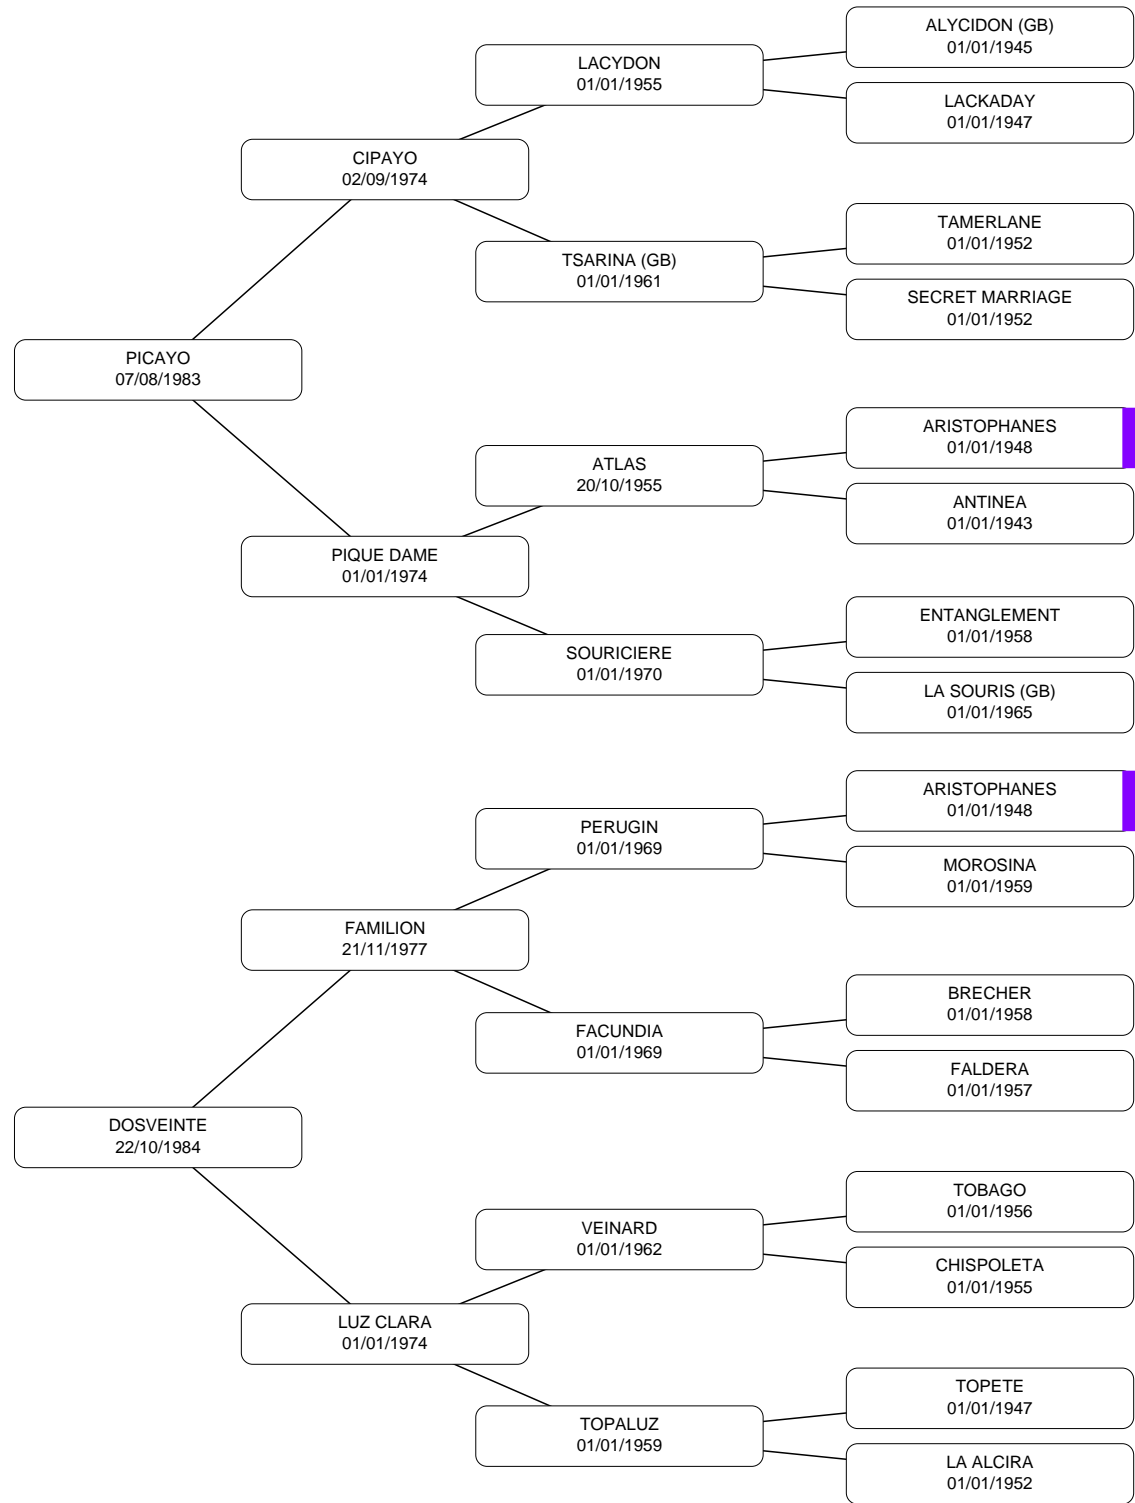 ALYCIDON (GB)
01/01/1945
LACYDON
01/01/1955
LACKADAY
01/01/1947
CIPAYO
02/09/1974
TAMERLANE
01/01/1952
TSARINA (GB)
01/01/1961
SECRET MARRIAGE
01/01/1952
PICAYO
07/08/1983
ARISTOPHANES
01/01/1948
ATLAS
20/10/1955
ANTINEA
01/01/1943
PIQUE DAME
01/01/1974
ENTANGLEMENT
01/01/1958
SOURICIERE
01/01/1970
LA SOURIS (GB)
01/01/1965
ARISTOPHANES
01/01/1948
PERUGIN
01/01/1969
MOROSINA
01/01/1959
FAMILION
21/11/1977
BRECHER
01/01/1958
FACUNDIA
01/01/1969
FALDERA
01/01/1957
DOSVEINTE
22/10/1984
TOBAGO
01/01/1956
VEINARD
01/01/1962
CHISPOLETA
01/01/1955
LUZ CLARA
01/01/1974
TOPETE
01/01/1947
TOPALUZ
01/01/1959
LA ALCIRA
01/01/1952